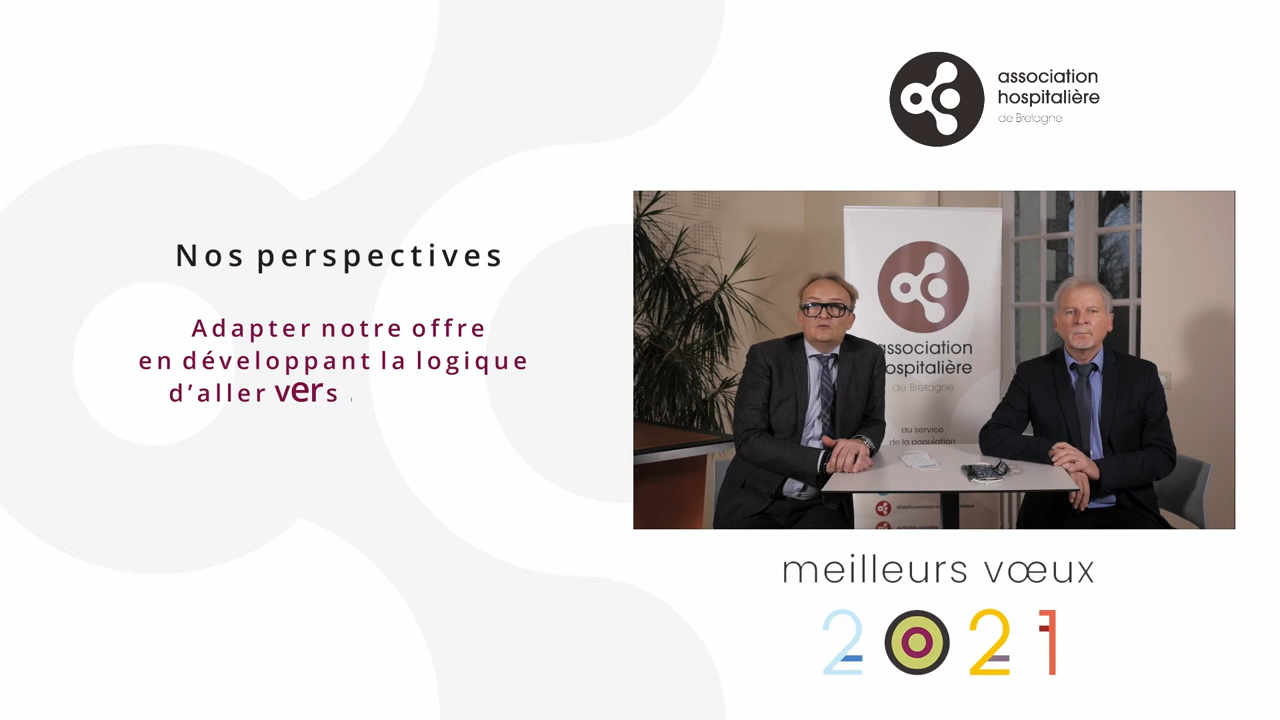 association
hospitalière
de Bretagne
Nos perspectives
Adapter notre offre
en développant la logique
d'aller vers
association
hospitalière
de Bretagne
au service
de la population
meilleurs vœux
2021